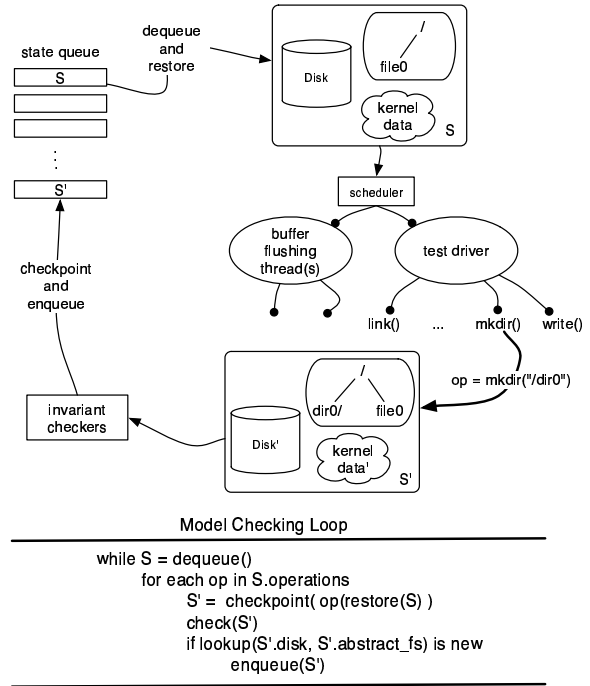 state queue
S
S'
dequeue
and
restore
Disk
/
file0
kernel
data
S
scheduler
buffer
flushing
thread(s)
test driver
link()
...
mkdir()
write()
op = mkdir("/dir0")
checkpoint
and
enqueue
invariant
checkers
Disk'
/
dir0/
file0
kernel
data'
S'
Model Checking Loop
while S = dequeue()
for each op in S.operations
S' = checkpoint( op(restore(S) )
check(S')
if lookup(S'.disk, S'.abstract_fs) is new
enqueue(S')